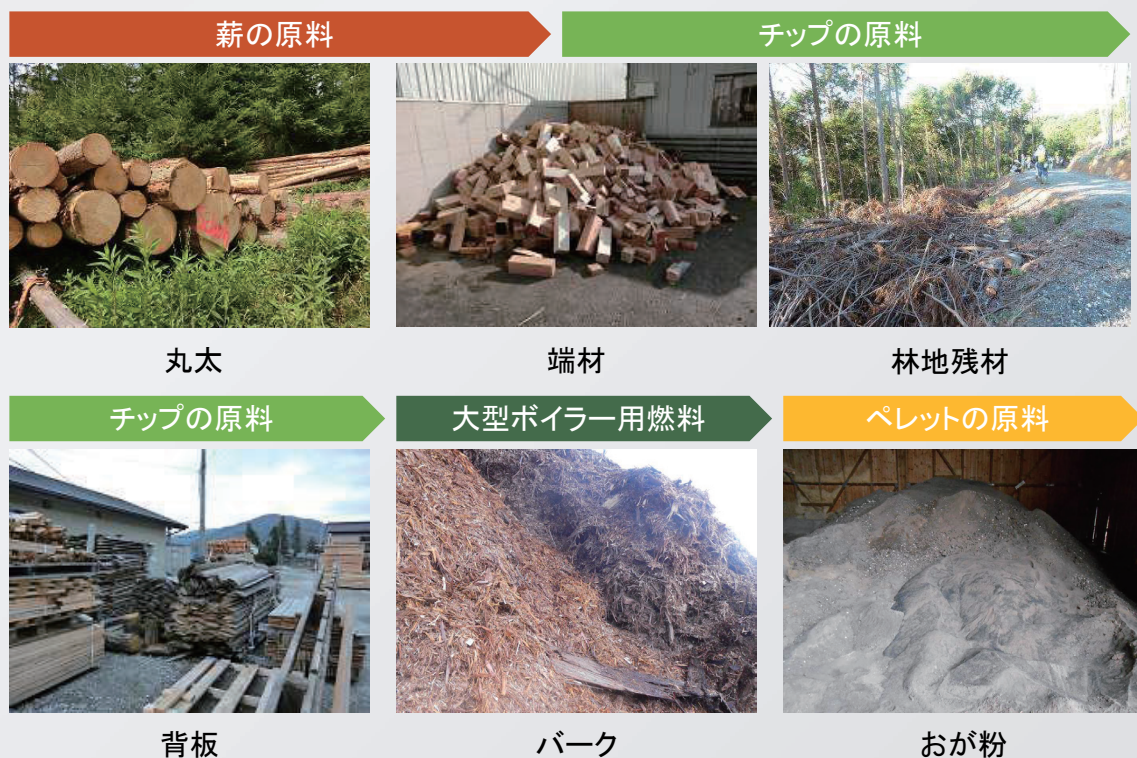 薪の原料
チップの原料
丸太
端材
林地残材
チップの原料
大型ボイラー用燃料
ペレットの原料
背板
バーク
おが粉